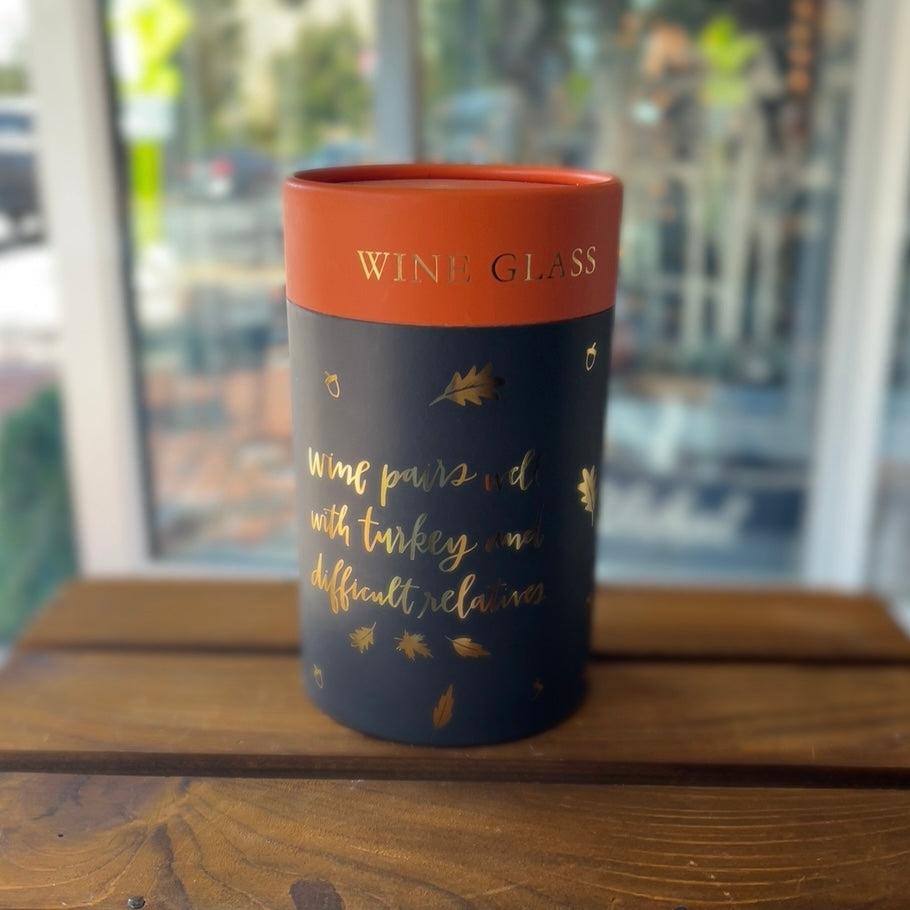 WINE GLASS
wine pairs well
with turkey and
difficult relatives